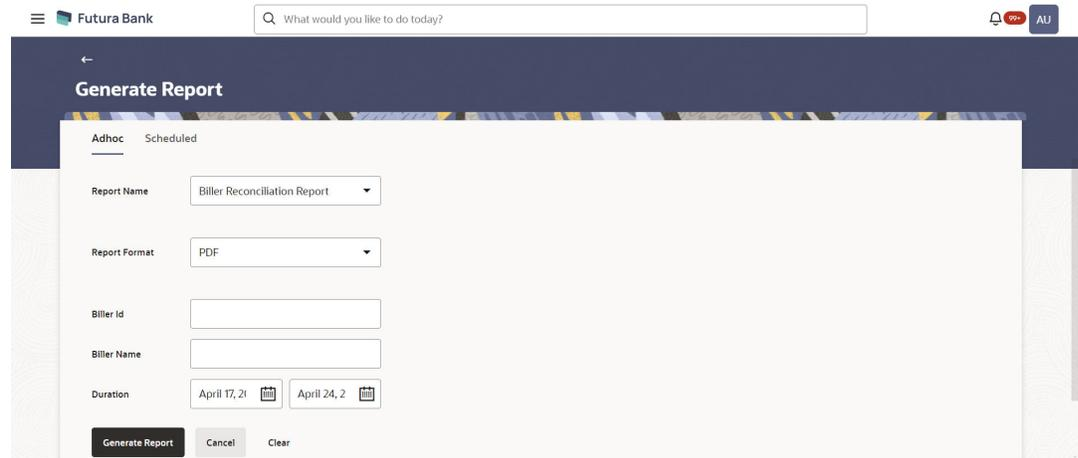 Futura Bank
What would you like to do today?
99+
AU
Generate Report
Adhoc Scheduled
Report Name Biller Reconciliation Report
Report Format PDF
Biller Id
Biller Name
Duration April 17, April 24, 2
Generate Report Cancel Clear